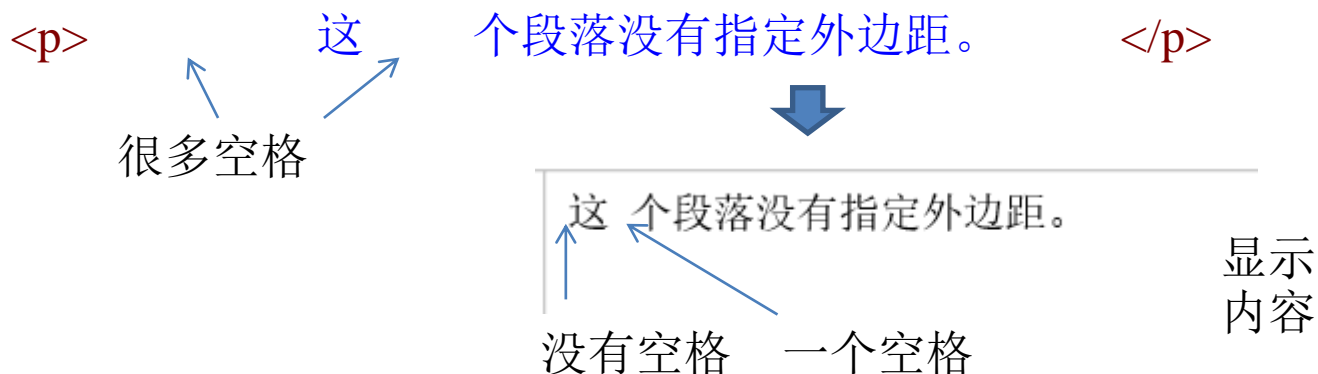 <p> 这 个段落没有指定外边距。 </p>
很多空格
这 个段落没有指定外边距。
显示
内容
没有空格 一个空格